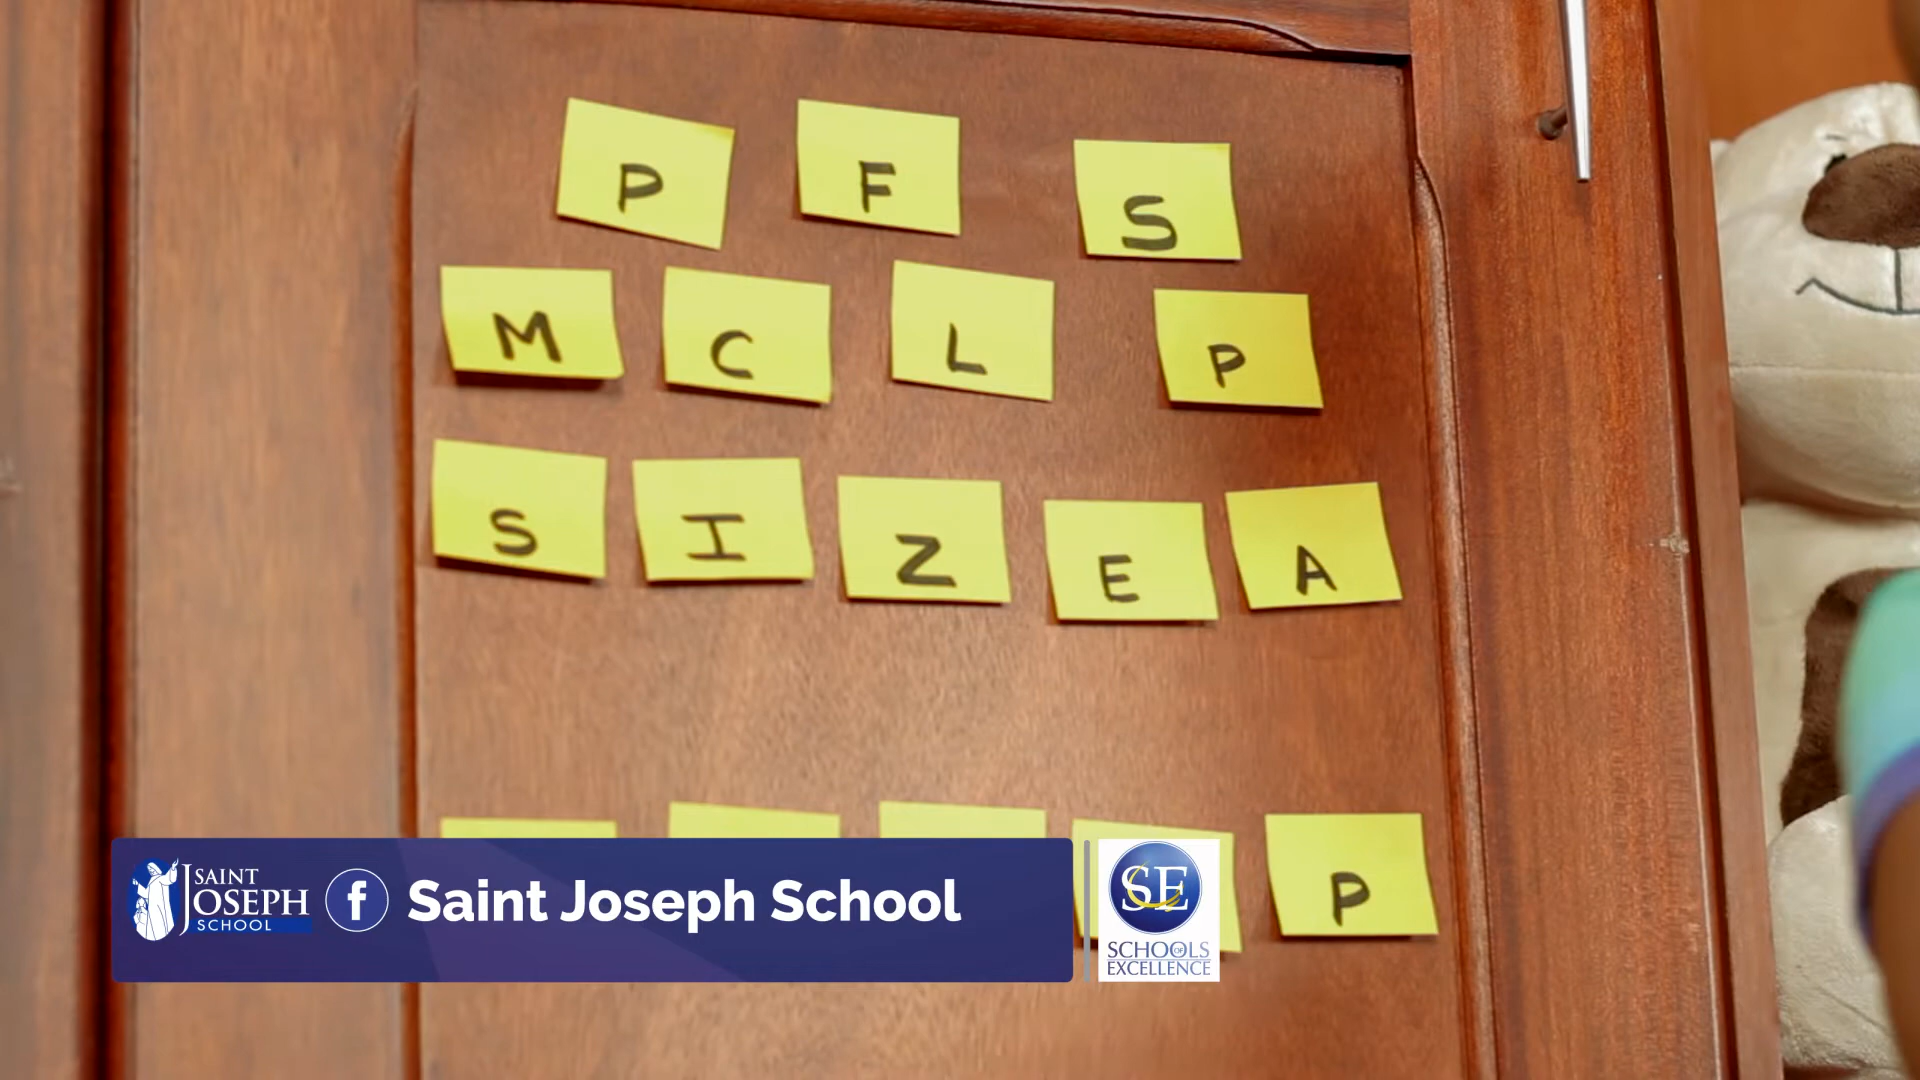 P F S
M C L P
S I Z E A
P
SAINT
JOSEPH
SCHOOL
f Saint Joseph School
SE
SCHOOLS OF
EXCELLENCE